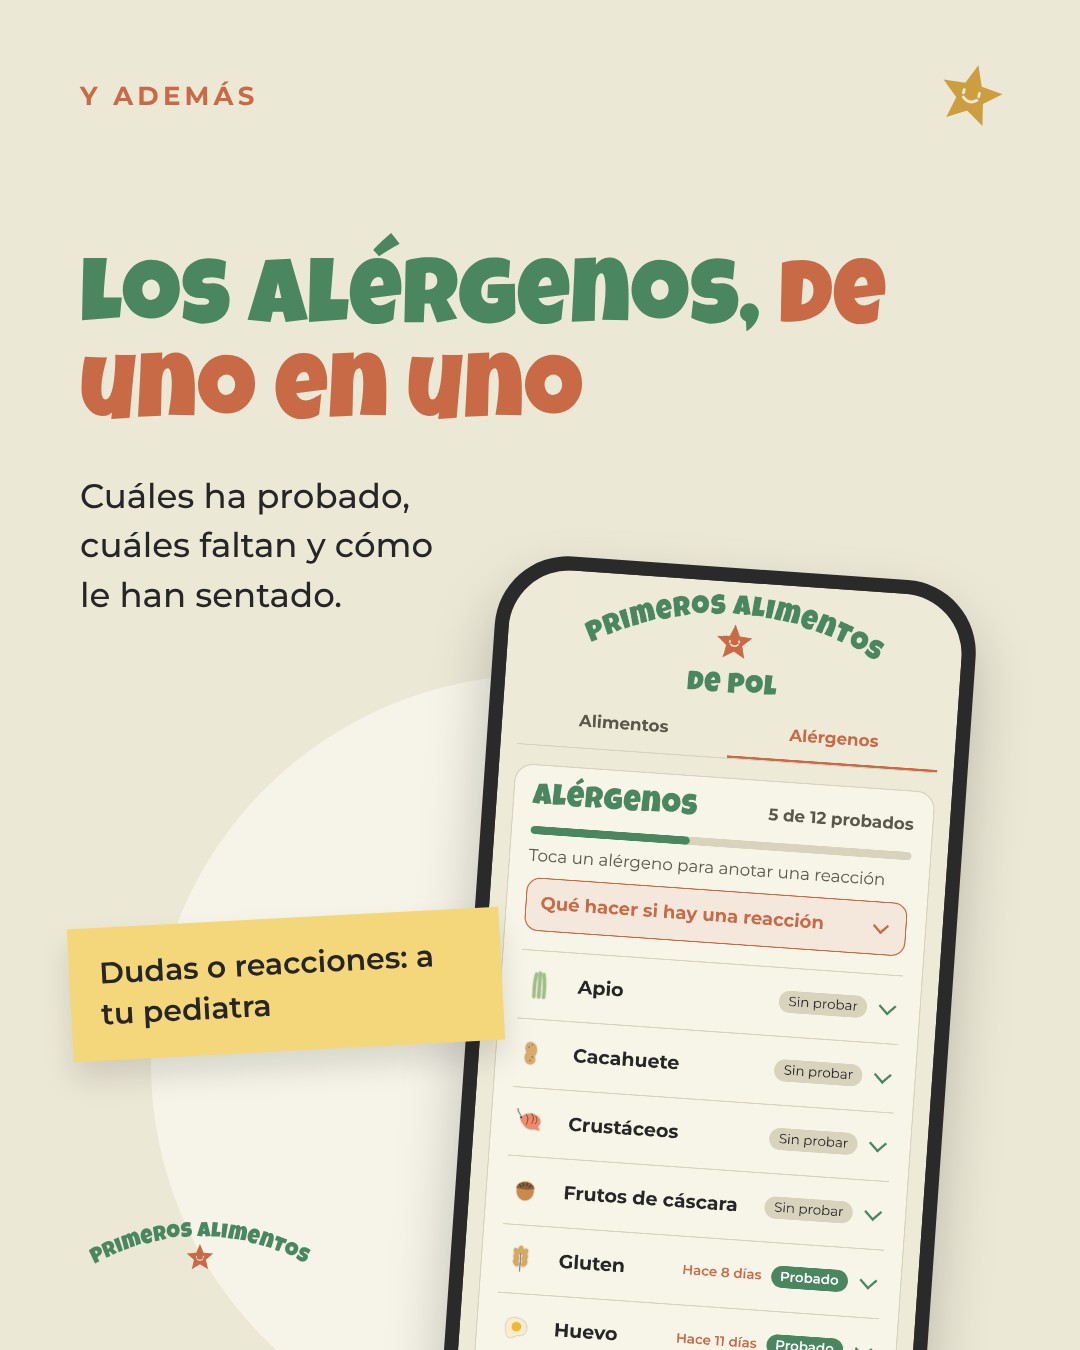 Y ADEMÁS
Los Alérgenos, de
uno en uno
Cuáles ha probado,
cuáles faltan y cómo
le han sentado.
Primeros Alimentos
de Pol
Alimentos
Alérgenos
Alérgenos
5 de 12 probados
Toca un alérgeno para anotar una reacción
Qué hacer si hay una reacción
Dudas o reacciones: a
tu pediatra
Apio Sin probar
Cacahuete Sin probar
Crustáceos Sin probar
Frutos de cáscara Sin probar
Gluten Hace 8 días Probado
Huevo Hace 11 días Probado
Primeros Alimentos